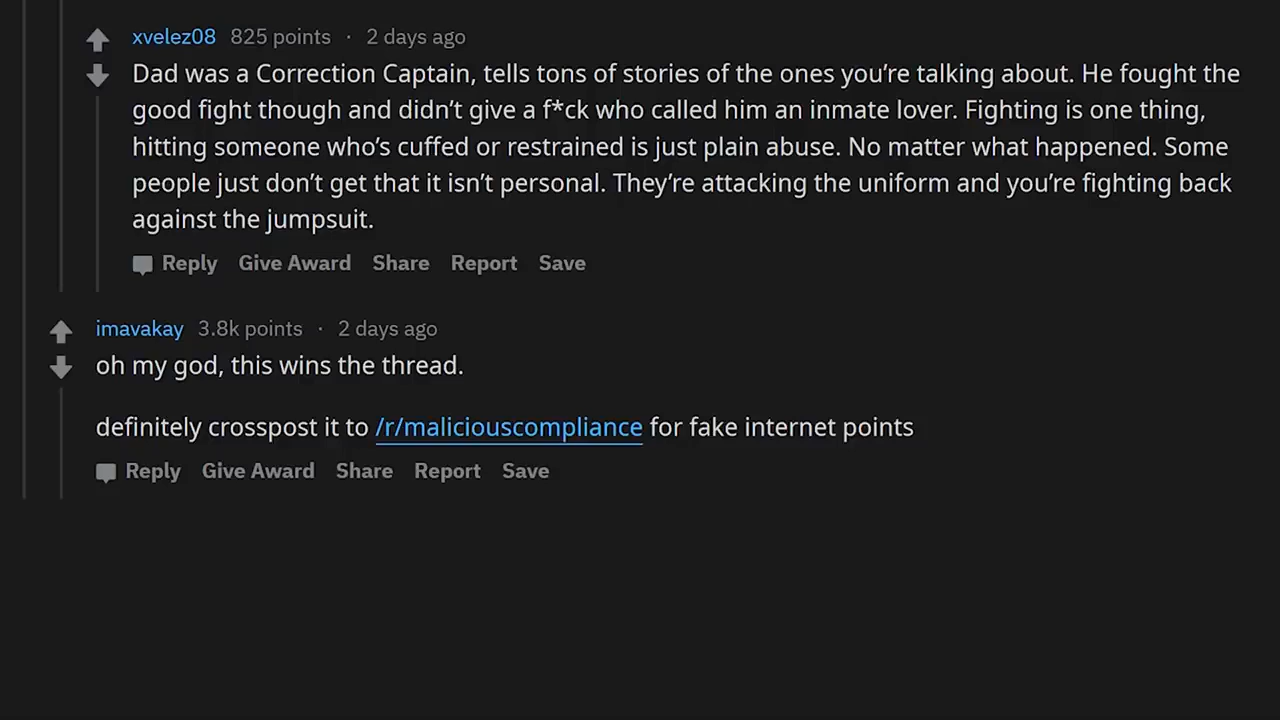 xvelez08 825 points · 2 days ago
Dad was a Correction Captain, tells tons of stories of the ones you’re talking about. He fought the
good fight though and didn’t give a f*ck who called him an inmate lover. Fighting is one thing,
hitting someone who’s cuffed or restrained is just plain abuse. No matter what happened. Some
people just don’t get that it isn’t personal. They’re attacking the uniform and you’re fighting back
against the jumpsuit.
Reply Give Award Share Report Save
imavakay 3.8k points · 2 days ago
oh my god, this wins the thread.
definitely crosspost it to /r/maliciouscompliance for fake internet points
Reply Give Award Share Report Save